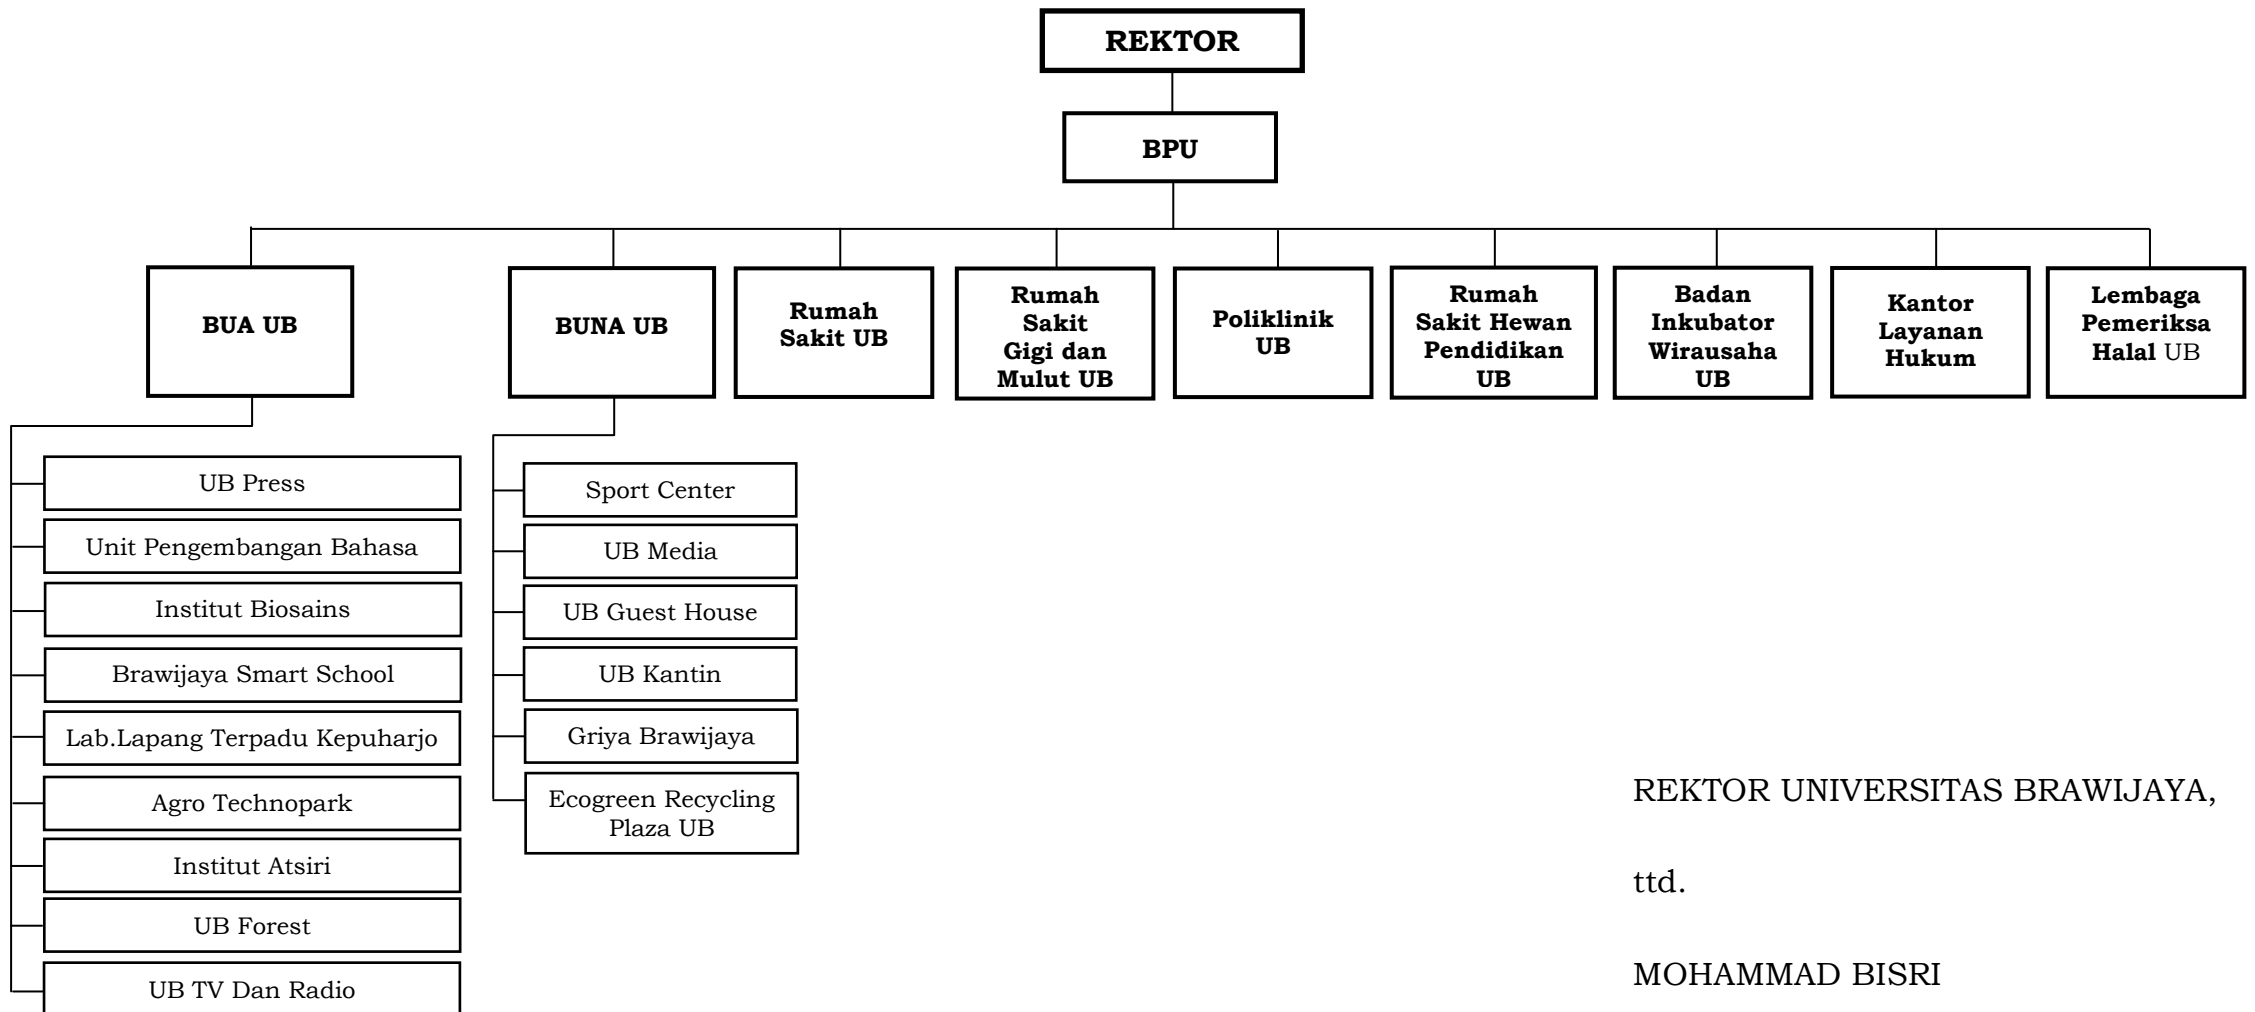 REKTOR
BPU
BUA UB
BUNA UB
Rumah
Sakit UB
Rumah
Sakit
Gigi dan
Mulut UB
Poliklinik
UB
Rumah
Sakit Hewan
Pendidikan
UB
Badan
Inkubator
Wirausaha
UB
Kantor
Layanan
Hukum
Lembaga
Pemeriksa
Halal UB
UB Press
Unit Pengembangan Bahasa
Institut Biosains
Brawijaya Smart School
Lab.Lapang Terpadu Kepuharjo
Agro Technopark
Institut Atsiri
UB Forest
UB TV Dan Radio
Sport Center
UB Media
UB Guest House
UB Kantin
Griya Brawijaya
Ecogreen Recycling
Plaza UB
REKTOR UNIVERSITAS BRAWIJAYA,
ttd.
MOHAMMAD BISRI